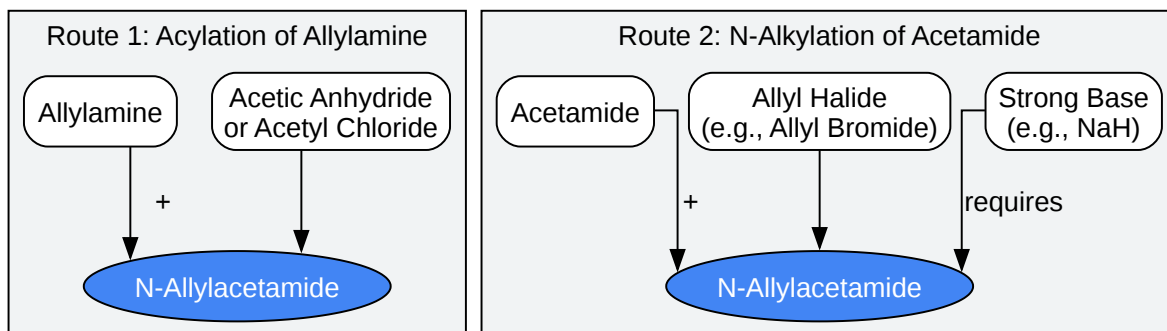 Route 1: Acylation of Allylamine
Allylamine
Acetic Anhydride
or Acetyl Chloride
+
N-Allylacetamide
Route 2: N-Alkylation of Acetamide
Acetamide
Allyl Halide
(e.g., Allyl Bromide)
Strong Base
(e.g., NaH)
+
requires
N-Allylacetamide